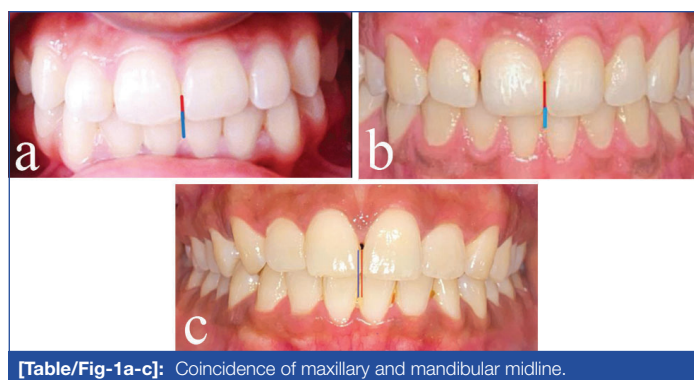 a
b
c
[Table/Fig-1a-c]: Coincidence of maxillary and mandibular midline.